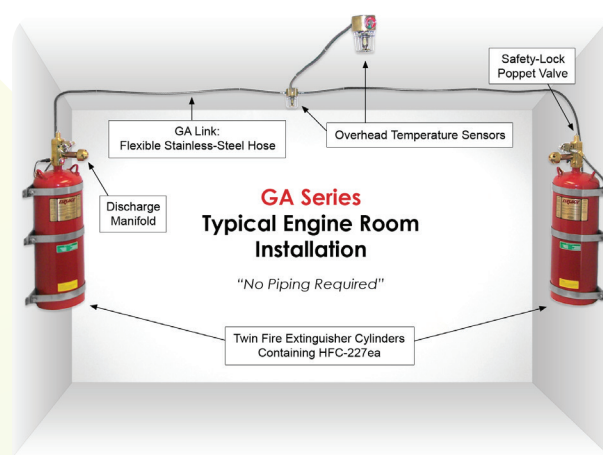 Safety-Lock
Poppet Valve
GA Link:
Flexible Stainless-Steel Hose
Overhead Temperature Sensors
Discharge
Manifold
GA Series
Typical Engine Room
Installation
“No Piping Required”
Twin Fire Extinguisher Cylinders
Containing HFC-227ea